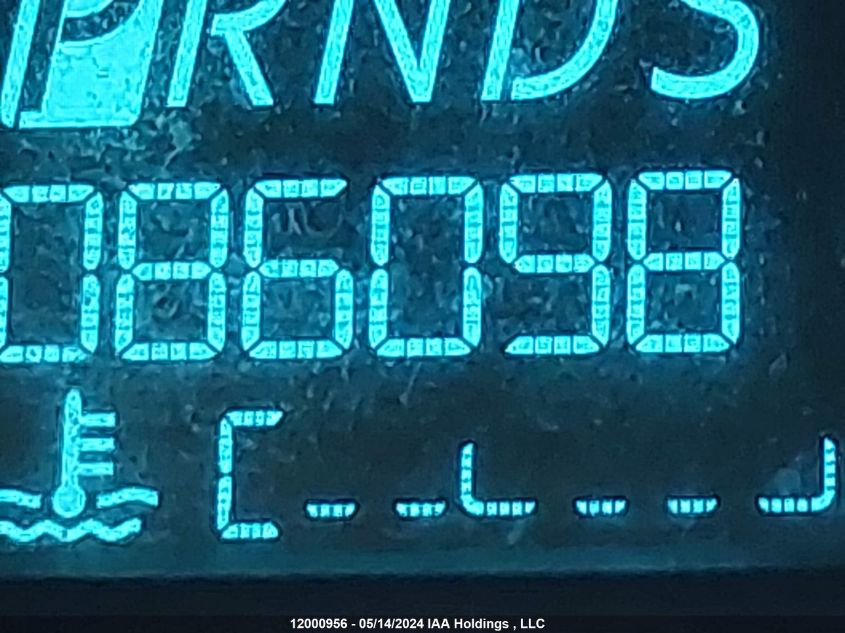 PRNDS
086098
C
12000956 - 05/14/2024 IAA Holdings , LLC